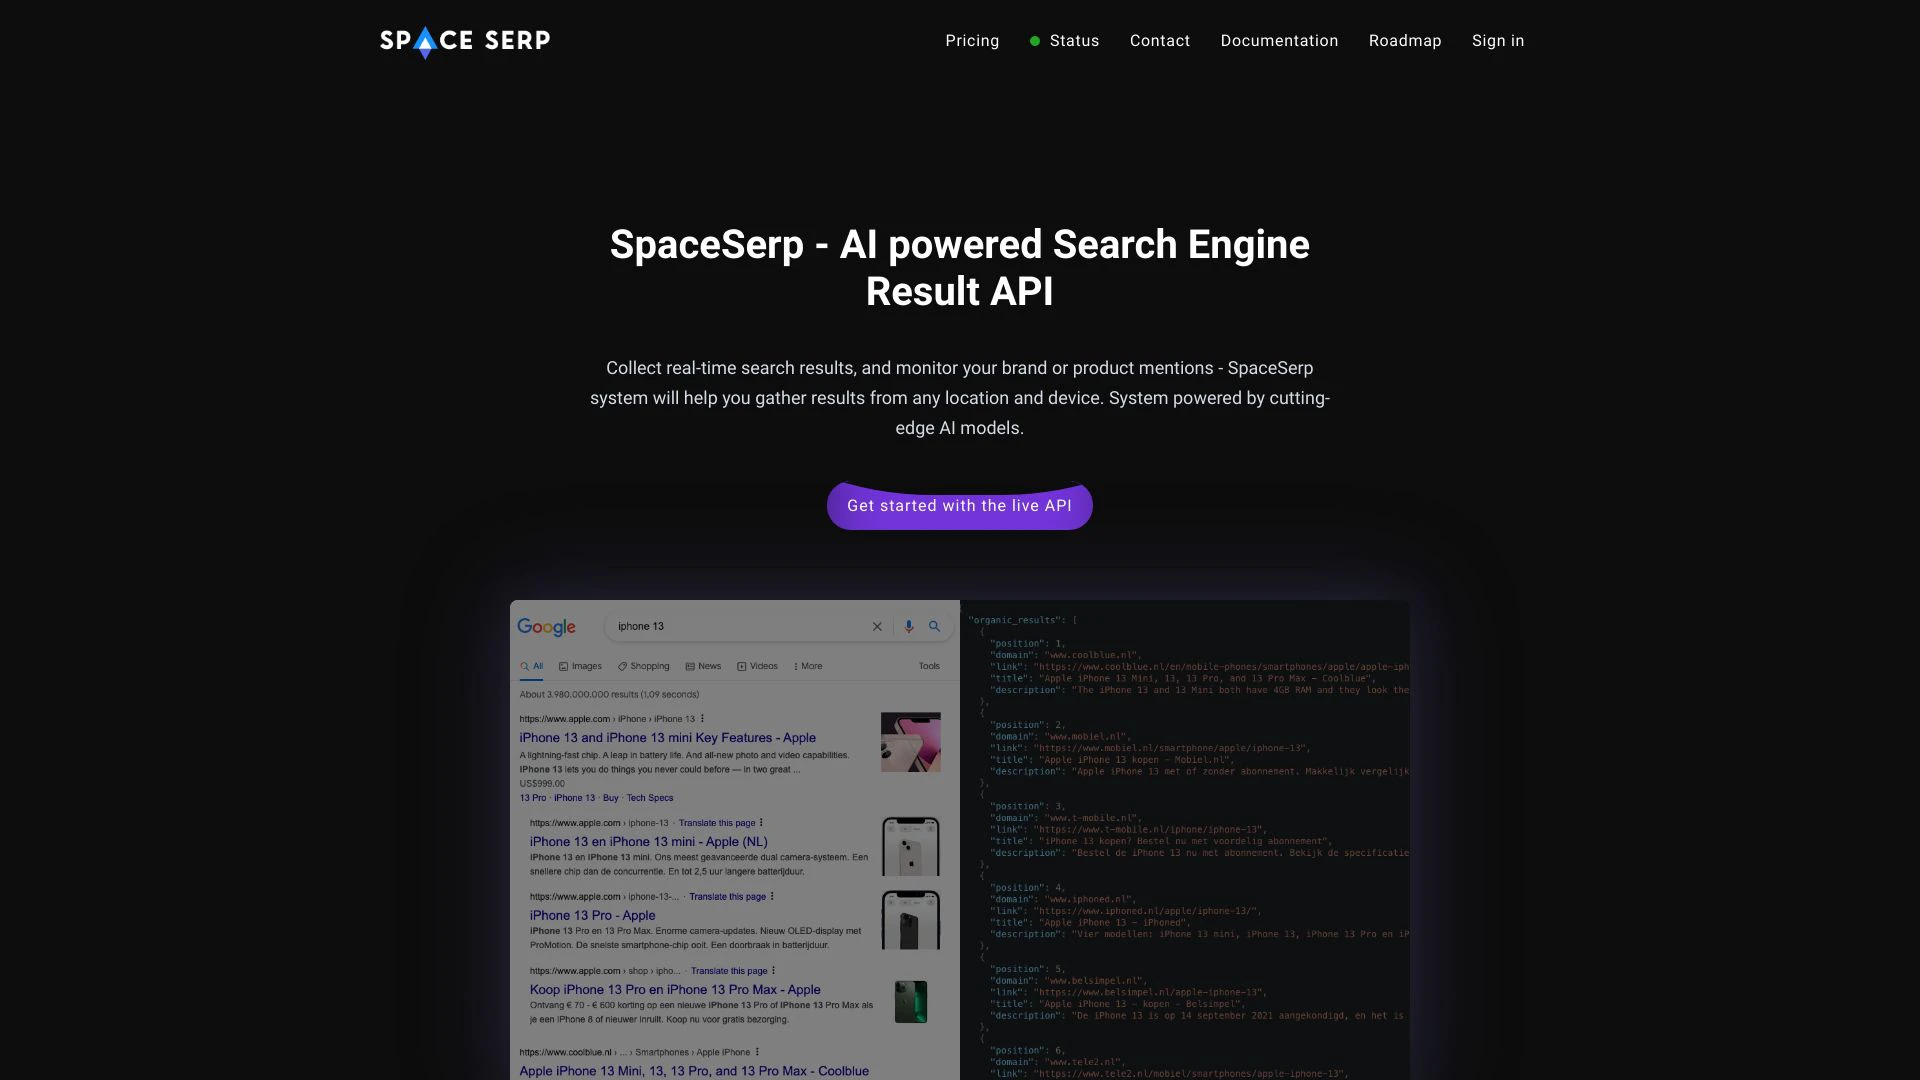 SPACE SERP
Pricing
Status
Contact
Documentation
Roadmap
Sign in
SpaceSerp - AI powered Search Engine
Result API
Collect real-time search results, and monitor your brand or product mentions - SpaceSerp
system will help you gather results from any location and device. System powered by cutting-
edge AI models.
Get started with the live API
Google
iphone 13
All
Images
Shopping
News
Videos
More
Tools
About 3.980.000.000 results (1,09 seconds)
https://www.apple.com › iPhone › iPhone 13
iPhone 13 and iPhone 13 mini Key Features - Apple
A lightning-fast chip. A leap in battery life. And all-new photo and video capabilities.
iPhone 13 lets you do things you never could before — in two great ...
US$999.00
13 Pro · iPhone 13 · Buy · Tech Specs
https://www.apple.com › iphone-13 · Translate this page
iPhone 13 en iPhone 13 mini - Apple (NL)
iPhone 13 en iPhone 13 mini. Ons meest geavanceerde dual camera-systeem. Een
snellere chip dan de concurrentie. En tot 2,5 uur langere batterijduur.
https://www.apple.com › iphone-13-... · Translate this page
iPhone 13 Pro - Apple
iPhone 13 Pro en 13 Pro Max. Enorme camera-updates. Nieuw OLED-display met
ProMotion. De snelste smartphone-chip ooit. Een doorbraak in batterijduur.
https://www.apple.com › shop › ipho... · Translate this page
Koop iPhone 13 Pro en iPhone 13 Pro Max - Apple
Ontvang € 70 - € 600 korting op een nieuwe iPhone 13 Pro of iPhone 13 Pro Max als
je een iPhone 8 of nieuwer inruilt. Koop nu voor gratis bezorging.
https://www.coolblue.nl › ... › Smartphones › Apple iPhone
Apple iPhone 13 Mini, 13, 13 Pro, and 13 Pro Max - Coolblue
"organic_results": [
{
"position": 1,
"domain": "www.coolblue.nl",
"link": "https://www.coolblue.nl/en/mobile-phones/smartphones/apple/apple-iph
"title": "Apple iPhone 13 Mini, 13, 13 Pro, and 13 Pro Max - Coolblue",
"description": "The iPhone 13 and 13 Mini both have 4GB RAM and they look the
},
{
"position": 2,
"domain": "www.mobiel.nl",
"link": "https://www.mobiel.nl/smartphone/apple/iphone-13",
"title": "Apple iPhone 13 kopen - Mobiel.nl",
"description": "Apple iPhone 13 met of zonder abonnement. Makkelijk vergelijk
},
{
"position": 3,
"domain": "www.t-mobile.nl",
"link": "https://www.t-mobile.nl/iphone/iphone-13",
"title": "iPhone 13 kopen? Bestel nu met voordelig abonnement",
"description": "Bestel de iPhone 13 nu met abonnement. Bekijk de specificatie
},
{
"position": 4,
"domain": "www.iphoned.nl",
"link": "https://www.iphoned.nl/apple/iphone-13/",
"title": "Apple iPhone 13 - iPhoned",
"description": "Vier modellen: iPhone 13 mini, iPhone 13, iPhone 13 Pro en iP
},
{
"position": 5,
"domain": "www.belsimpel.nl",
"link": "https://www.belsimpel.nl/apple-iphone-13",
"title": "Apple iPhone 13 - kopen - Belsimpel",
"description": "De iPhone 13 is op 14 september 2021 aangekondigd, en het is
},
{
"position": 6,
"domain": "www.tele2.nl",
"link": "https://www.tele2.nl/mobiel/smartphones/apple-iphone-13",